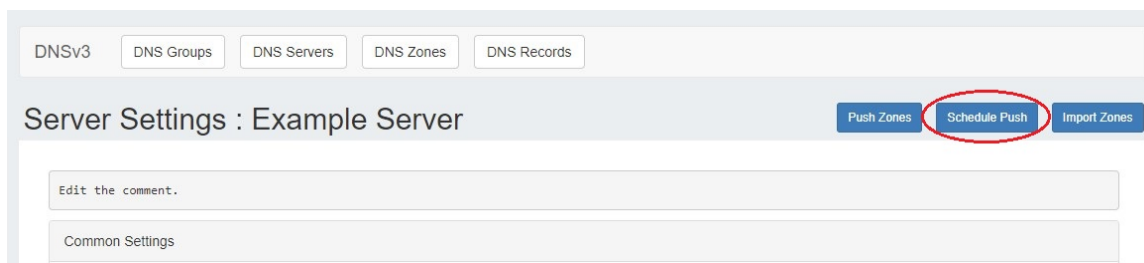 DNSv3 DNS Groups DNS Servers DNS Zones DNS Records
Server Settings : Example Server Push Zones Schedule Push Import Zones
Edit the comment.
Common Settings